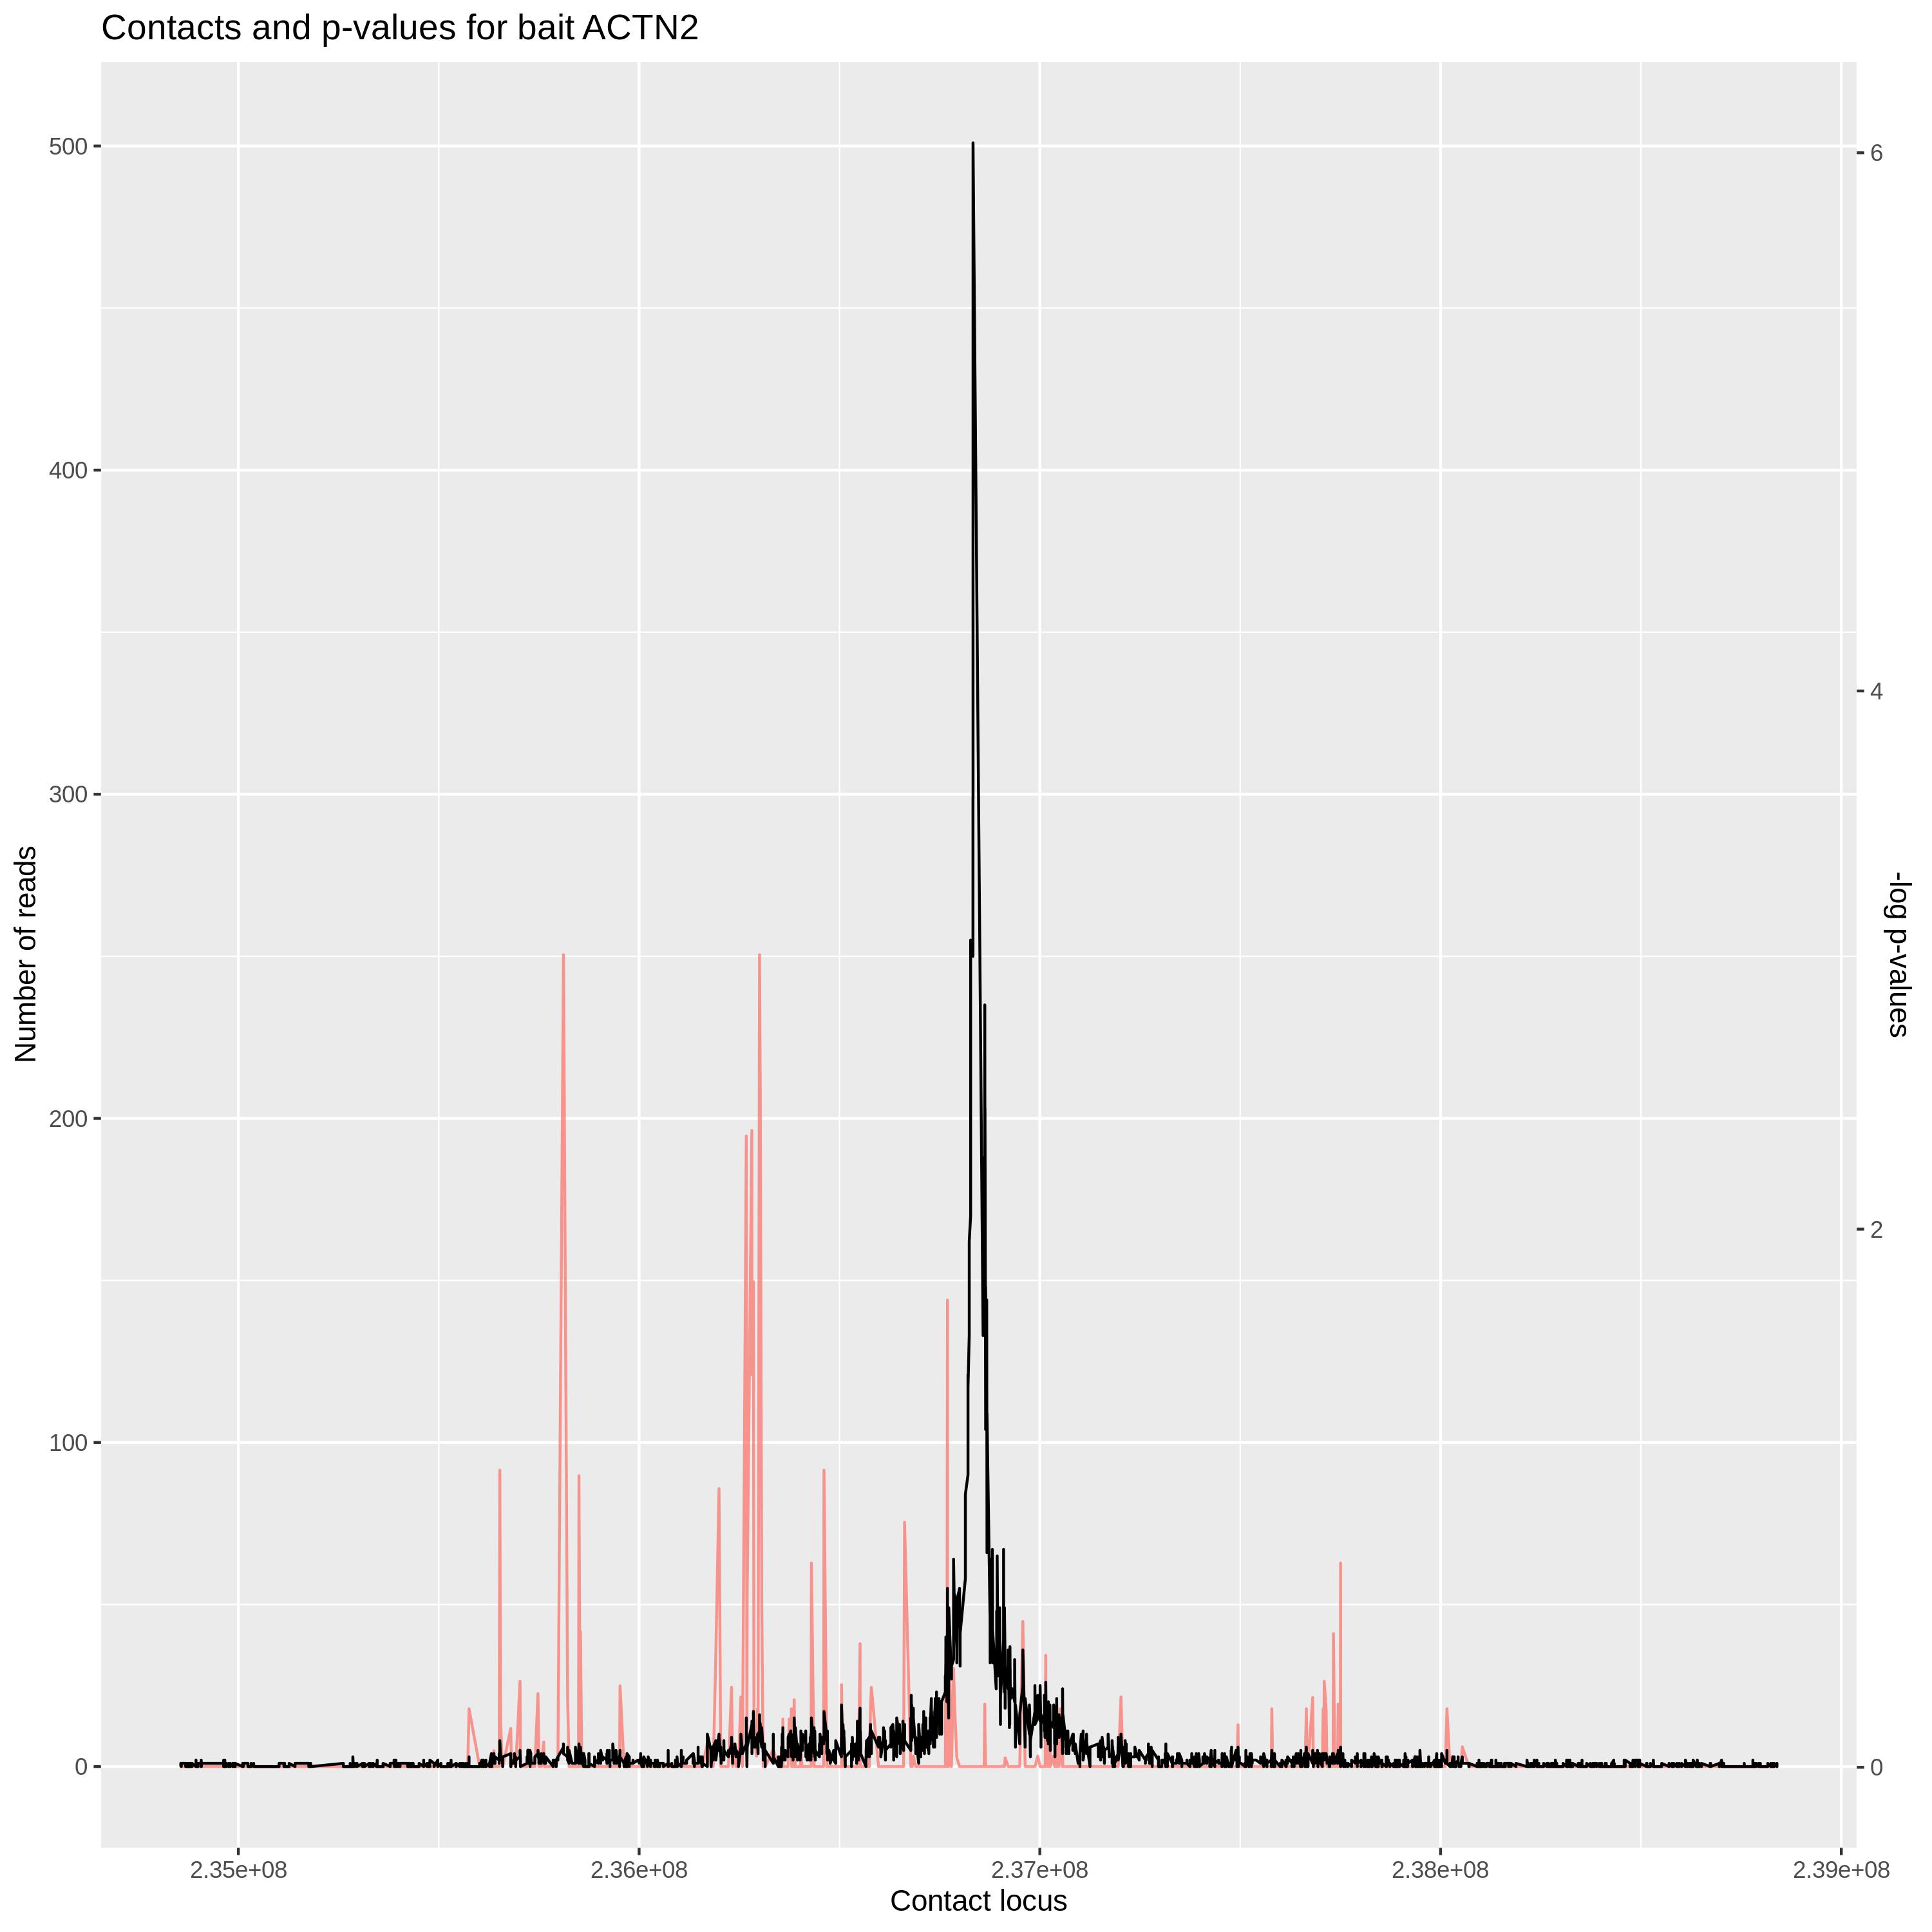 Contacts and p-values for bait ACTN2
500
400
300
200
100
0
6
4
2
0
Number of reads
-log p-values
2.35e+08
2.36e+08
2.37e+08
2.38e+08
2.39e+08
Contact locus